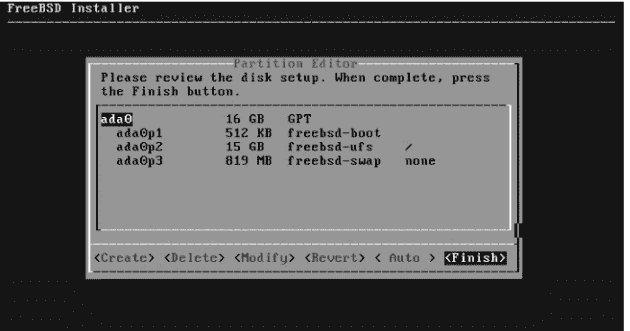 FreeBSD Installer
Partition Editor
Please review the disk setup. When complete, press
the Finish button.
ada0 16 GB GPT
ada0p1 512 KB freebsd-boot
ada0p2 15 GB freebsd-ufs /
ada0p3 819 MB freebsd-swap none
<Create> <Delete> <Modify> <Revert> < Auto > <Finish>